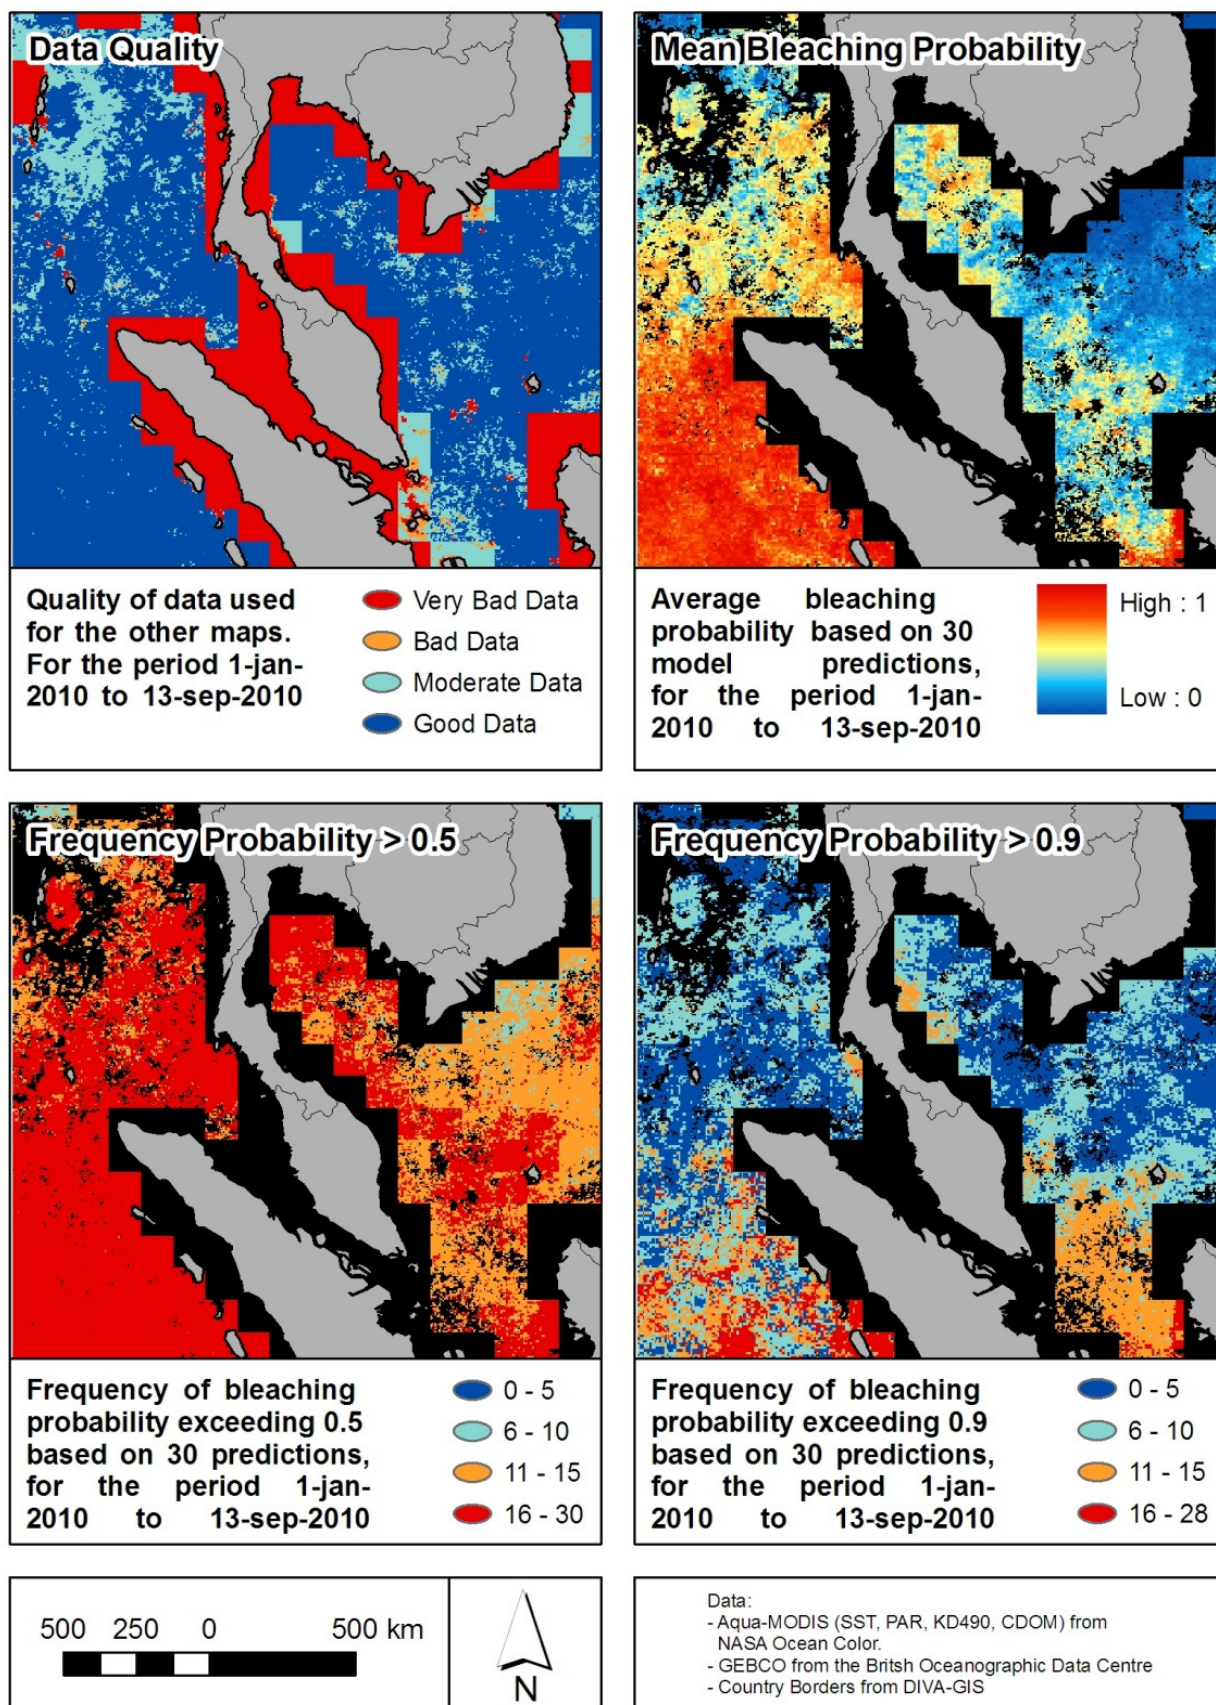 Data Quality
Quality of data used
for the other maps.
For the period 1-jan-
2010 to 13-sep-2010
Very Bad Data
Bad Data
Moderate Data
Good Data
Mean Bleaching Probability
Average bleaching
probability based on 30
model predictions,
for the period 1-jan-
2010 to 13-sep-2010
High : 1
Low : 0
Frequency Probability > 0.5
Frequency of bleaching
probability exceeding 0.5
based on 30 predictions,
for the period 1-jan-
2010 to 13-sep-2010
0 - 5
6 - 10
11 - 15
16 - 30
Frequency Probability > 0.9
Frequency of bleaching
probability exceeding 0.9
based on 30 predictions,
for the period 1-jan-
2010 to 13-sep-2010
0 - 5
6 - 10
11 - 15
16 - 28
500 250 0 500 km
N
Data:
- Aqua-MODIS (SST, PAR, KD490, CDOM) from
NASA Ocean Color.
- GEBCO from the Britsh Oceanographic Data Centre
- Country Borders from DIVA-GIS